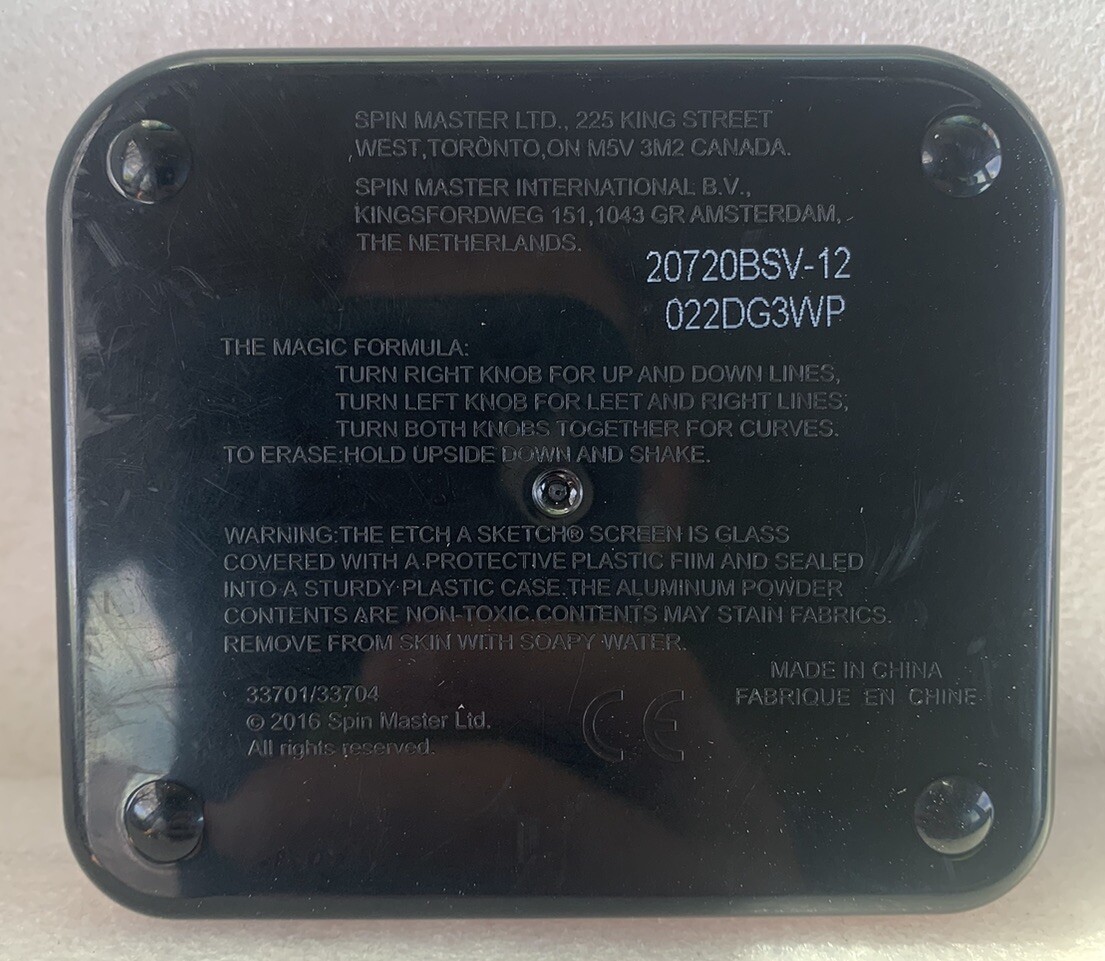 SPIN MASTER LTD., 225 KING STREET
WEST,TORONTO,ON M5V 3M2 CANADA.
SPIN MASTER INTERNATIONAL B.V.,
KINGSFORDWEG 151,1043 GR AMSTERDAM,
THE NETHERLANDS.
20720BSV-12
022DG3WP
THE MAGIC FORMULA:
TURN RIGHT KNOB FOR UP AND DOWN LINES,
TURN LEFT KNOB FOR LEET AND RIGHT LINES;
TURN BOTH KNOBS TOGETHER FOR CURVES.
TO ERASE:HOLD UPSIDE DOWN AND SHAKE.
WARNING:THE ETCH A SKETCH® SCREEN IS GLASS
COVERED WITH A PROTECTIVE PLASTIC FIIM AND SEALED
INTO A STURDY PLASTIC CASE.THE ALUMINUM POWDER
CONTENTS ARE NON-TOXIC.CONTENTS MAY STAIN FABRICS.
REMOVE FROM SKIN WITH SOAPY WATER.
MADE IN CHINA
FABRIQUE EN CHINE
33701/33704
© 2016 Spin Master Ltd.
All rights reserved.
CE